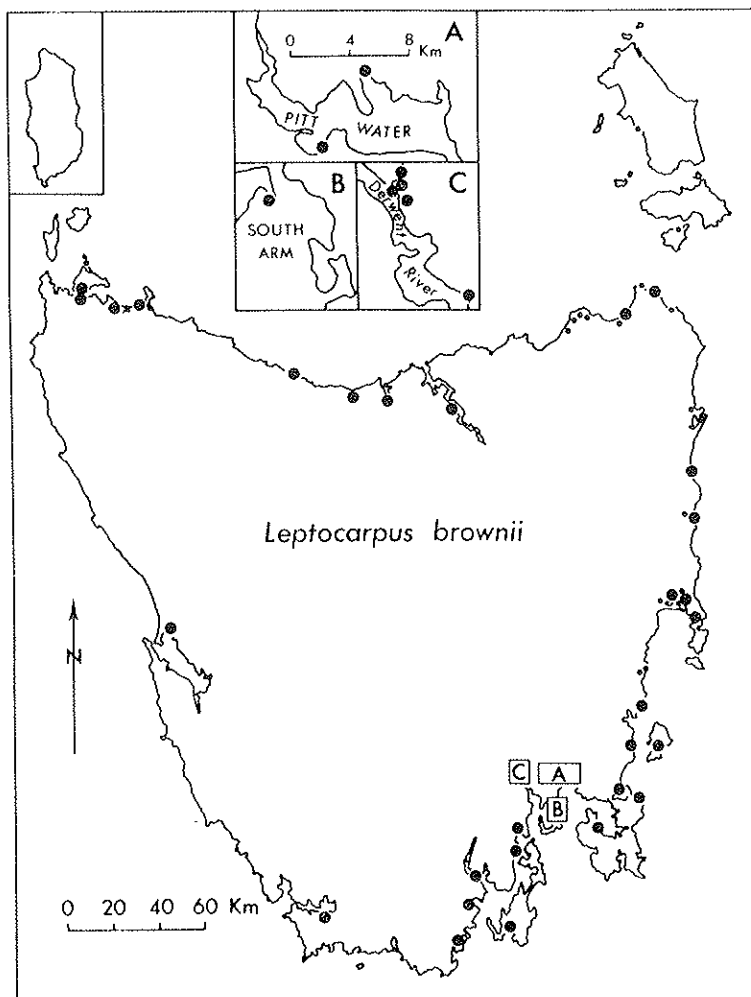 A
0 4 8
Km
PITT WATER
B
SOUTH ARM
C
Derwent
River
Leptocarpus brownii
N
C
A
B
0 20 40 60 Km